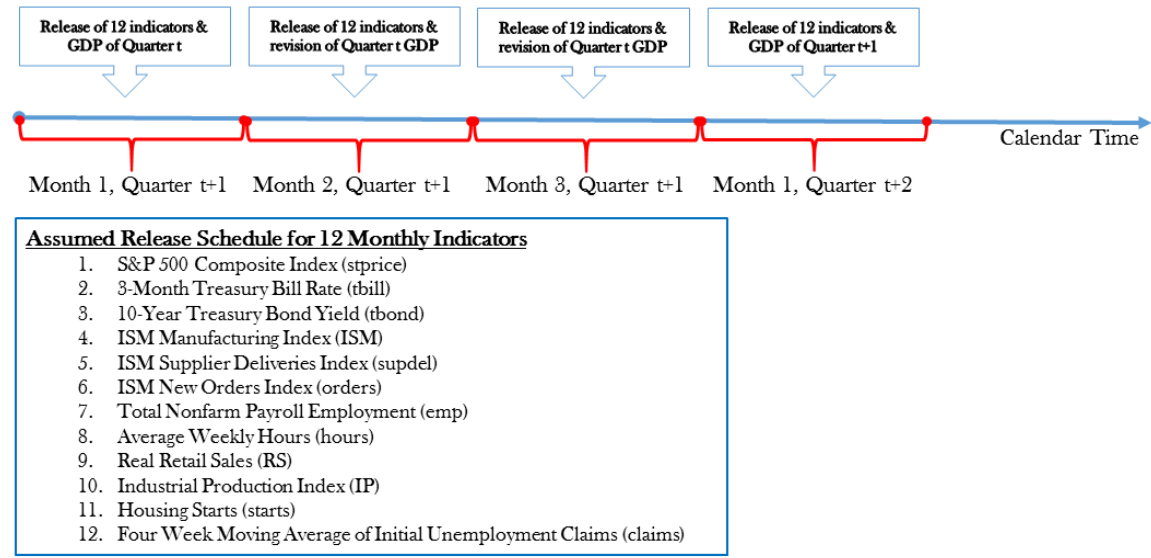 Release of 12 indicators &
GDP of Quarter t
Release of 12 indicators &
revision of Quarter t GDP
Release of 12 indicators &
revision of Quarter t GDP
Release of 12 indicators &
GDP of Quarter t+1
Calendar Time
Month 1, Quarter t+1
Month 2, Quarter t+1
Month 3, Quarter t+1
Month 1, Quarter t+2
Assumed Release Schedule for 12 Monthly Indicators
1. S&P 500 Composite Index (stprice)
2. 3-Month Treasury Bill Rate (tbill)
3. 10-Year Treasury Bond Yield (tbond)
4. ISM Manufacturing Index (ISM)
5. ISM Supplier Deliveries Index (supdel)
6. ISM New Orders Index (orders)
7. Total Nonfarm Payroll Employment (emp)
8. Average Weekly Hours (hours)
9. Real Retail Sales (RS)
10. Industrial Production Index (IP)
11. Housing Starts (starts)
12. Four Week Moving Average of Initial Unemployment Claims (claims)